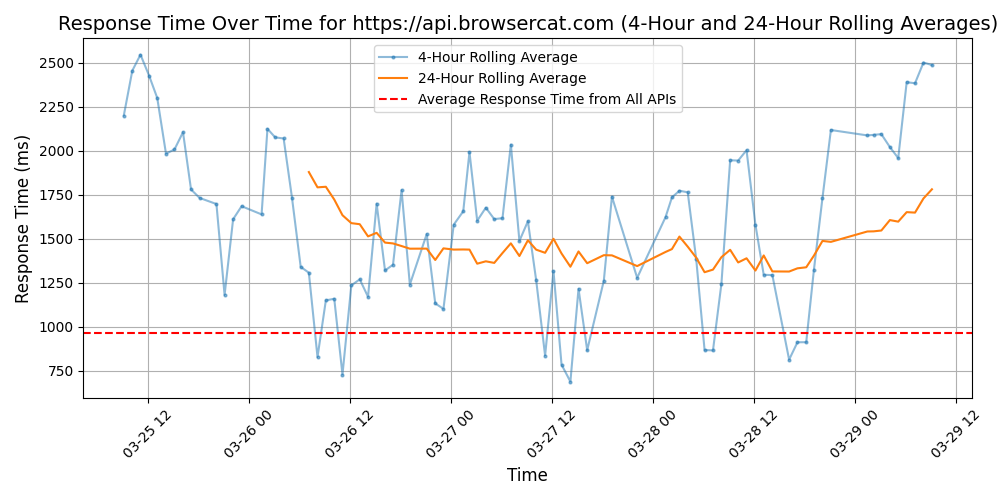 Response Time Over Time for https://api.browsercat.com (4-Hour and 24-Hour Rolling Averages)
4-Hour Rolling Average
24-Hour Rolling Average
Average Response Time from All APIs
Response Time (ms)
2500
2250
2000
1750
1500
1250
1000
750
03-25 12
03-26 00
03-26 12
03-27 00
03-27 12
03-28 00
03-28 12
03-29 00
03-29 12
Time